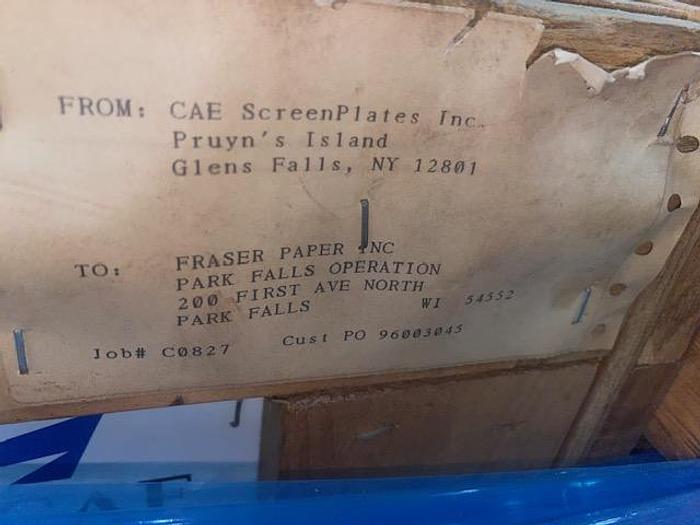 FROM: CAE ScreenPlates Inc.
Pruyn's Island
Glens Falls, NY 12801
TO: FRASER PAPER INC
PARK FALLS OPERATION
200 FIRST AVE NORTH
PARK FALLS WI 54552
Job# C0827 Cust PO 96003045